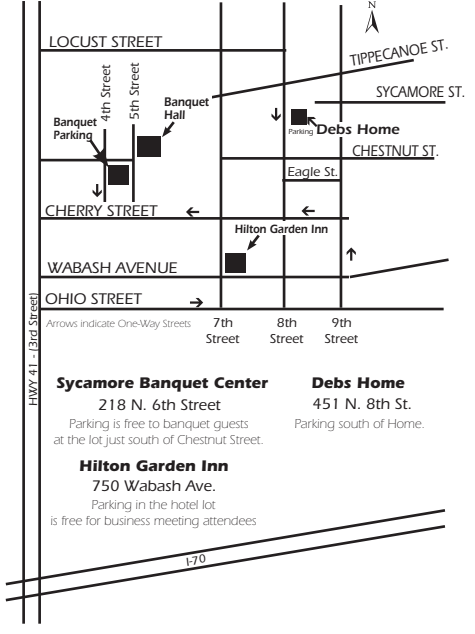 N
LOCUST STREET
TIPPECANOE ST.
SYCAMORE ST.
4th Street
5th Street
Banquet
Hall
Banquet
Parking
Parking
Debs Home
CHESTNUT ST.
Eagle St.
CHERRY STREET
Hilton Garden Inn
WABASH AVENUE
OHIO STREET
HWY 41 - (3rd Street)
Arrows indicate One-Way Streets
7th
Street
8th
Street
9th
Street
Sycamore Banquet Center
218 N. 6th Street
Parking is free to banquet guests
at the lot just south of Chestnut Street.
Debs Home
451 N. 8th St.
Parking south of Home.
Hilton Garden Inn
750 Wabash Ave.
Parking in the hotel lot
is free for business meeting attendees
I-70